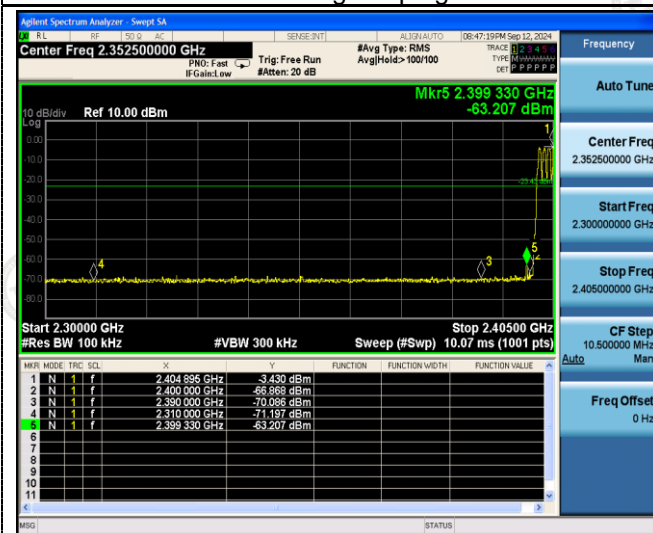 Agilent Spectrum Analyzer - Swept SA
RL RF 50 Ω AC SENSE:INT ALIGN AUTO 08:47:19 PM Sep 12, 2024
Center Freq 2.352500000 GHz
PNO: Fast
IFGain:Low
Trig: Free Run
#Atten: 20 dB
#Avg Type: RMS
Avg|Hold:>100/100
TRACE 1 2 3 4 5 6
TYPE M
DET P P P P P P
Mkr5 2.399 330 GHz
-63.207 dBm
10 dB/div Ref 10.00 dBm
Log
0.00
-10.0
-20.0
-30.0
-40.0
-50.0
-60.0
-70.0
-80.0
1
5
4
3
2
Start 2.30000 GHz Stop 2.40500 GHz
#Res BW 100 kHz #VBW 300 kHz Sweep (#Swp) 10.07 ms (1001 pts)
MKR MODE TRC SCL X Y FUNCTION FUNCTION WIDTH FUNCTION VALUE
1 N 1 f 2.404 895 GHz -3.430 dBm
2 N 1 f 2.400 000 GHz -66.868 dBm
3 N 1 f 2.390 000 GHz -70.086 dBm
4 N 1 f 2.310 000 GHz -71.197 dBm
5 N 1 f 2.399 330 GHz -63.207 dBm
6
7
8
9
10
11
MSG STATUS
Frequency
Auto Tune
Center Freq
2.352500000 GHz
Start Freq
2.300000000 GHz
Stop Freq
2.405000000 GHz
CF Step
10.500000 MHz
Auto Man
Freq Offset
0 Hz